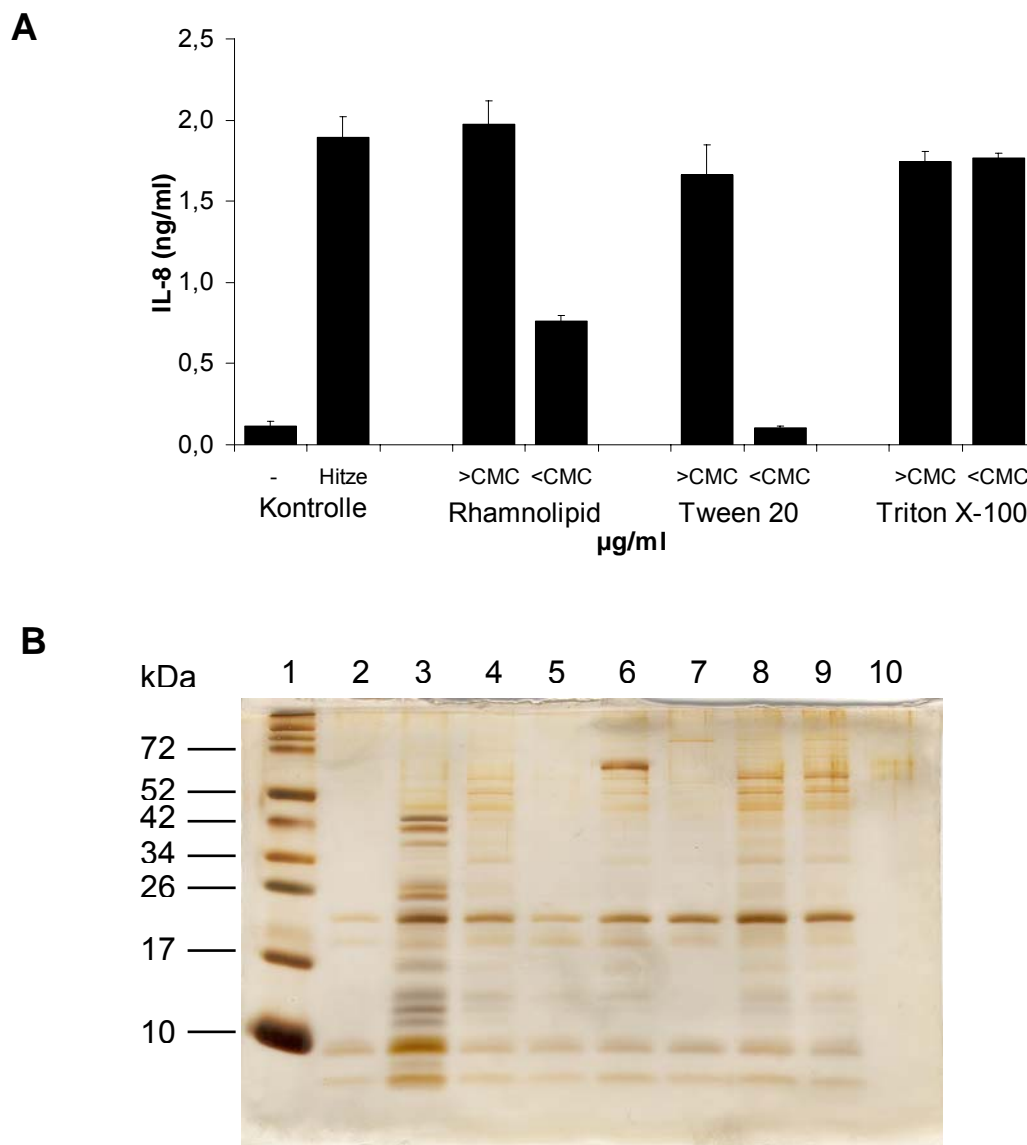 A
2,5
2,0
1,5
1,0
0,5
0,0
IL-8 (ng/ml)
- Hitze >CMC <CMC >CMC <CMC >CMC <CMC
Kontrolle Rhamnolipid Tween 20 Triton X-100
µg/ml
B
kDa 1 2 3 4 5 6 7 8 9 10
72
52
42
34
26
17
10